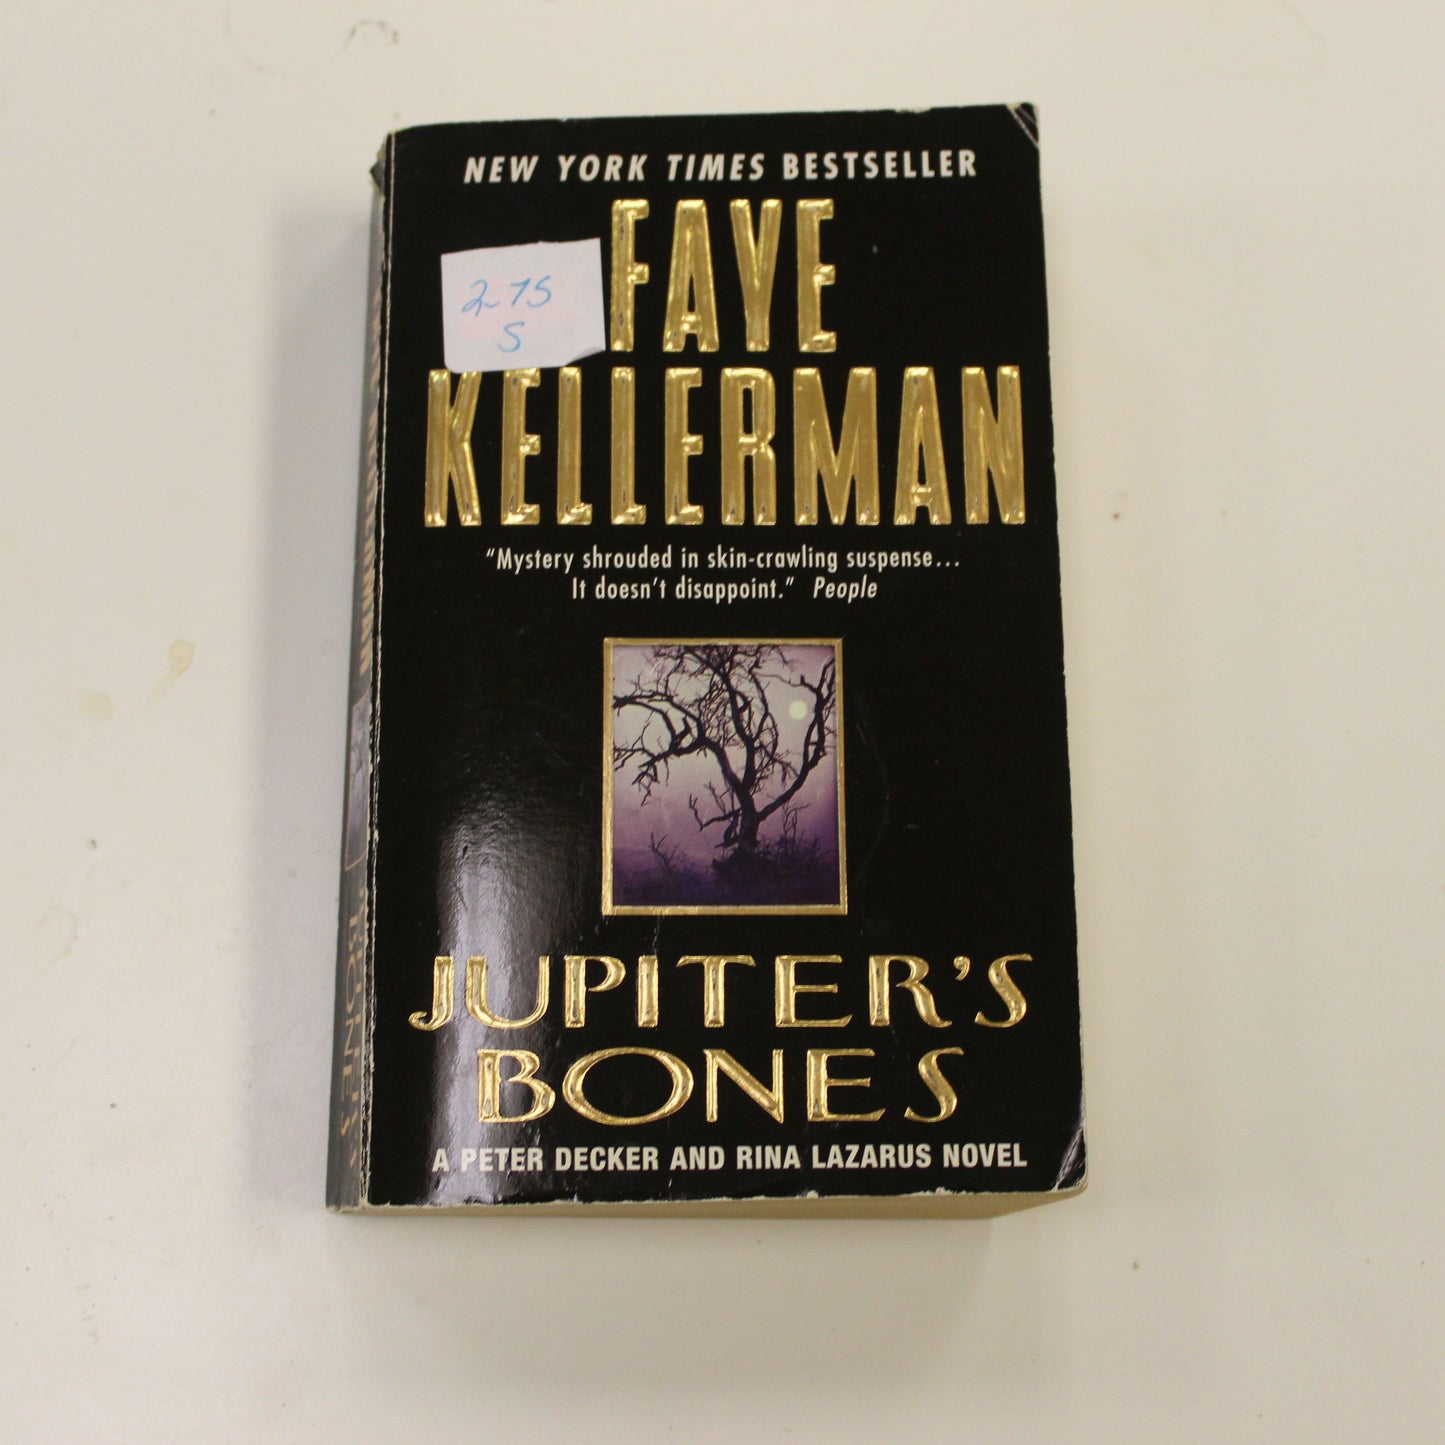 NEW YORK TIMES BESTSELLER
FAYE
2.75
S
KELLERMAN
“Mystery shrouded in skin-crawling suspense...
It doesn't disappoint.” People
JUPITER'S
BONES
A PETER DECKER AND RINA LAZARUS NOVEL